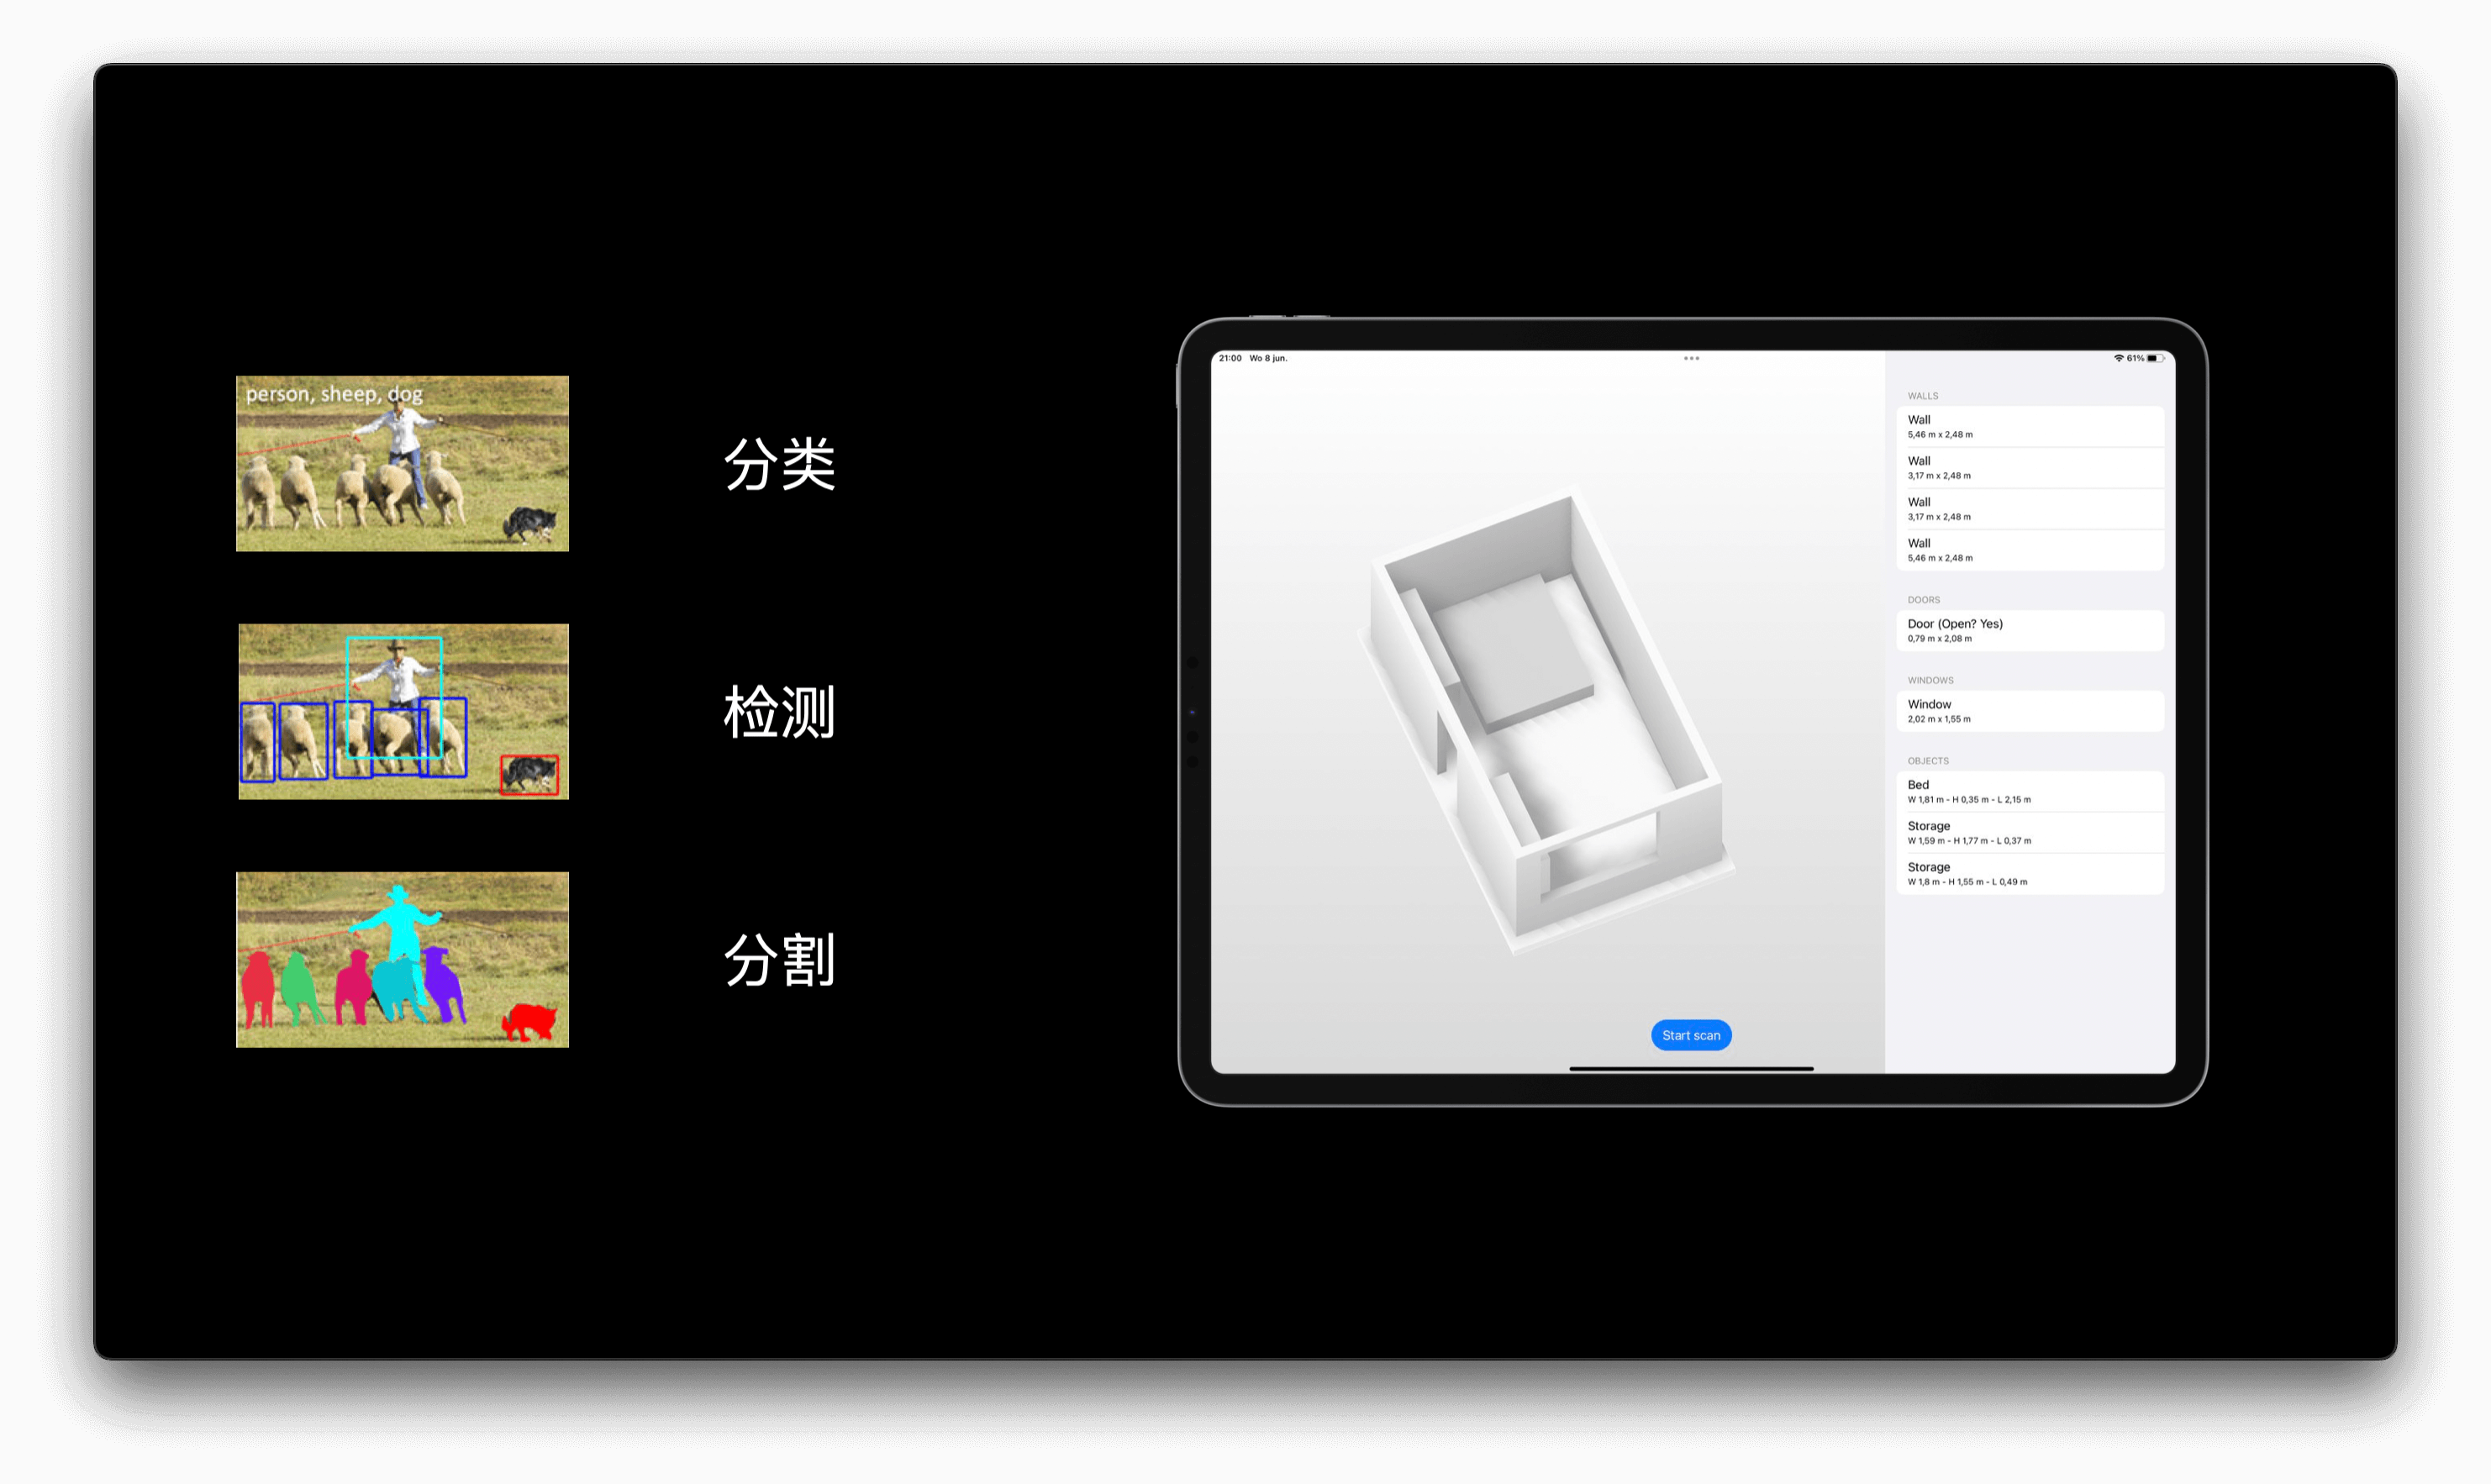 person, sheep, dog
分类
检测
分割
21:00 Wo 8 jun.
61%
WALLS
Wall
5,46 m x 2,48 m
Wall
3,17 m x 2,48 m
Wall
3,17 m x 2,48 m
Wall
5,46 m x 2,48 m
DOORS
Door (Open? Yes)
0,79 m x 2,08 m
WINDOWS
Window
2,02 m x 1,55 m
OBJECTS
Bed
W 1,81 m - H 0,35 m - L 2,15 m
Storage
W 1,59 m - H 1,77 m - L 0,37 m
Storage
W 1,8 m - H 1,55 m - L 0,49 m
Start scan